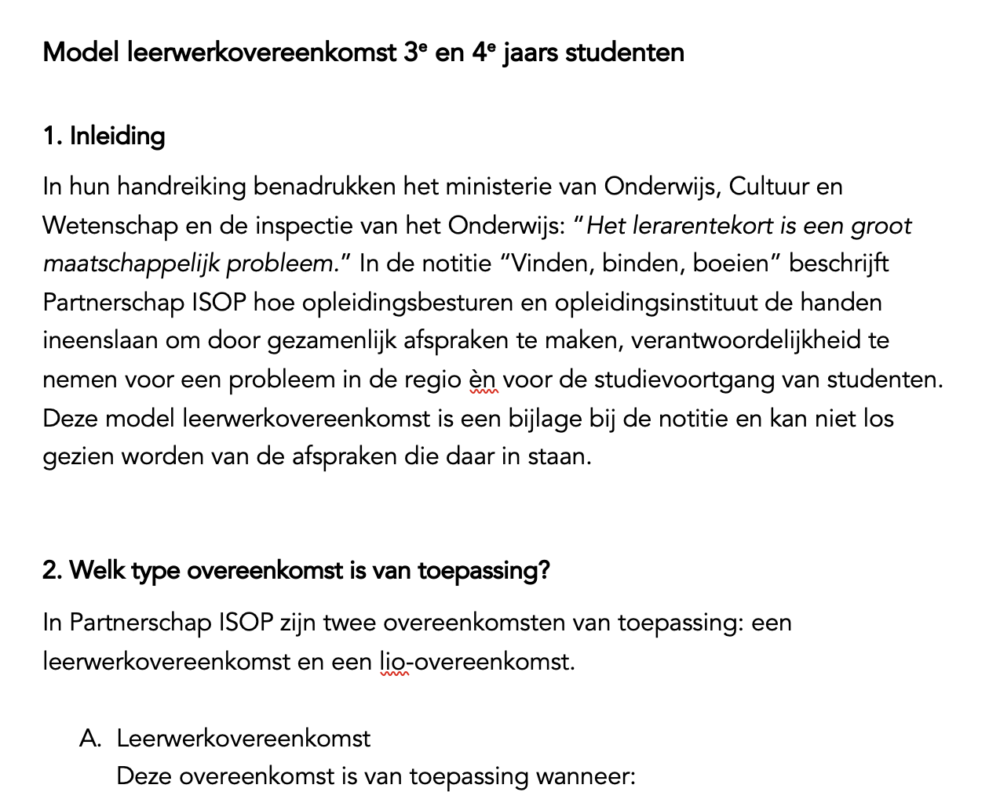 Model leerwerkovereenkomst 3e en 4e jaars studenten
1. Inleiding
In hun handreiking benadrukken het ministerie van Onderwijs, Cultuur en
Wetenschap en de inspectie van het Onderwijs: “Het lerarentekort is een groot
maatschappelijk probleem.” In de notitie “Vinden, binden, boeien” beschrijft
Partnerschap ISOP hoe opleidingsbesturen en opleidingsinstituut de handen
ineenslaan om door gezamenlijk afspraken te maken, verantwoordelijkheid te
nemen voor een probleem in de regio èn voor de studievoortgang van studenten.
Deze model leerwerkovereenkomst is een bijlage bij de notitie en kan niet los
gezien worden van de afspraken die daar in staan.
2. Welk type overeenkomst is van toepassing?
In Partnerschap ISOP zijn twee overeenkomsten van toepassing: een
leerwerkovereenkomst en een lio-overeenkomst.
A. Leerwerkovereenkomst
Deze overeenkomst is van toepassing wanneer: